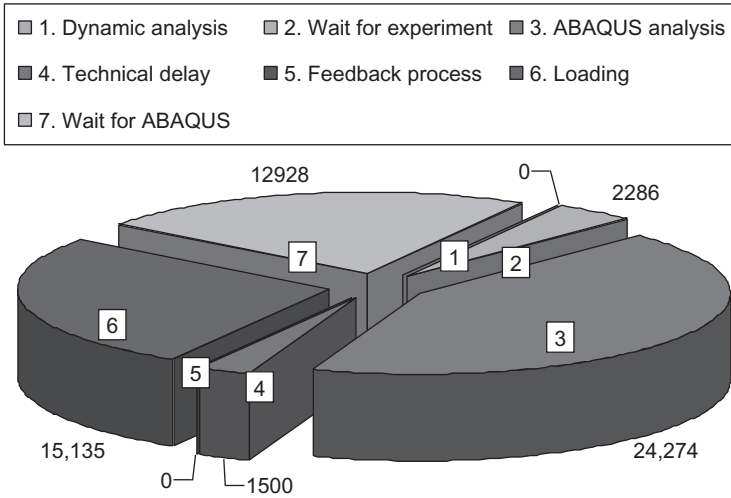 1. Dynamic analysis 2. Wait for experiment 3. ABAQUS analysis
4. Technical delay 5. Feedback process 6. Loading
7. Wait for ABAQUS
12928 0 2286
7 1 2
6 3
5 4
15,135 24,274
0 1500